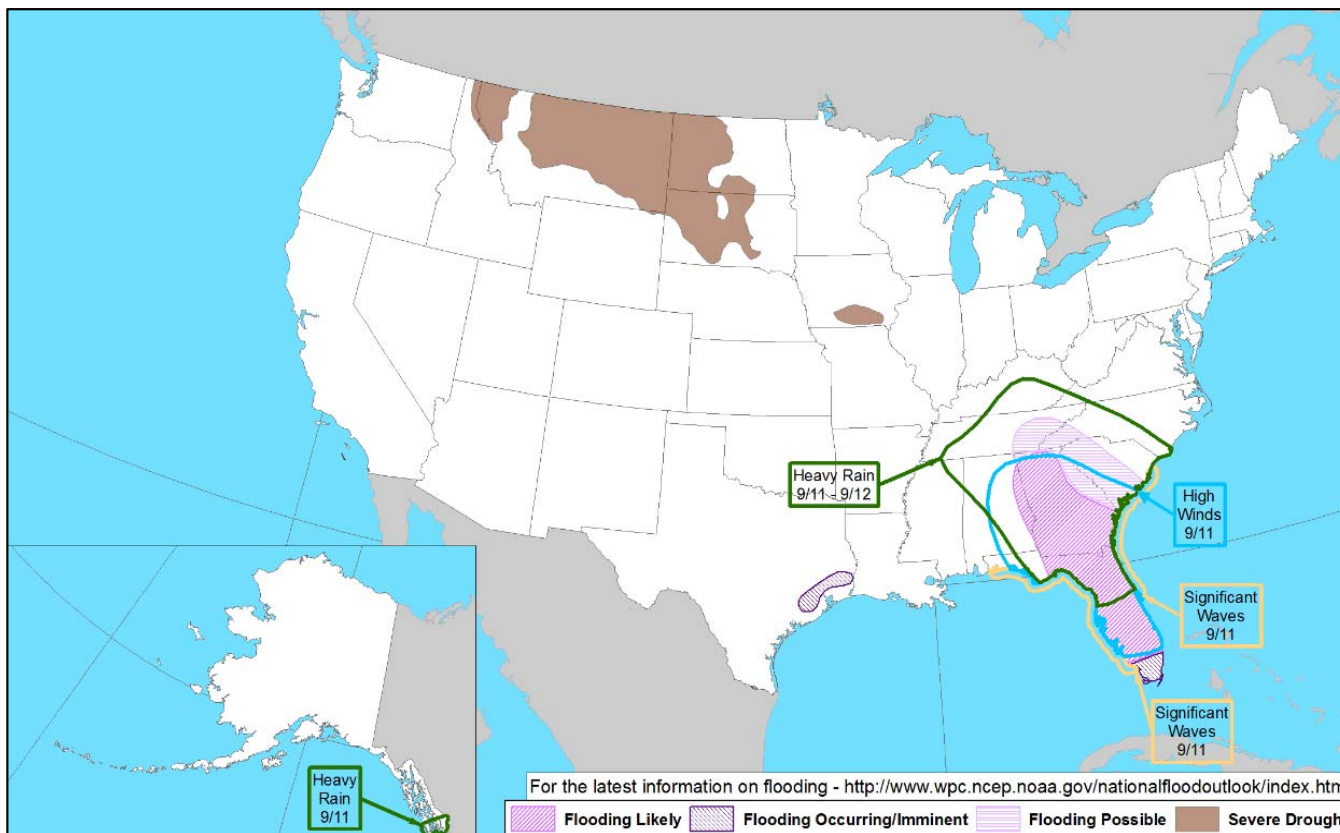 Heavy Rain
9/11 - 9/12
High
Winds
9/11
Significant
Waves
9/11
Significant
Waves
9/11
Heavy
Rain
9/11
For the latest information on flooding - http://www.wpc.ncep.noaa.gov/nationalfloodoutlook/index.htm
Flooding Likely
Flooding Occurring/Imminent
Flooding Possible
Severe Drough